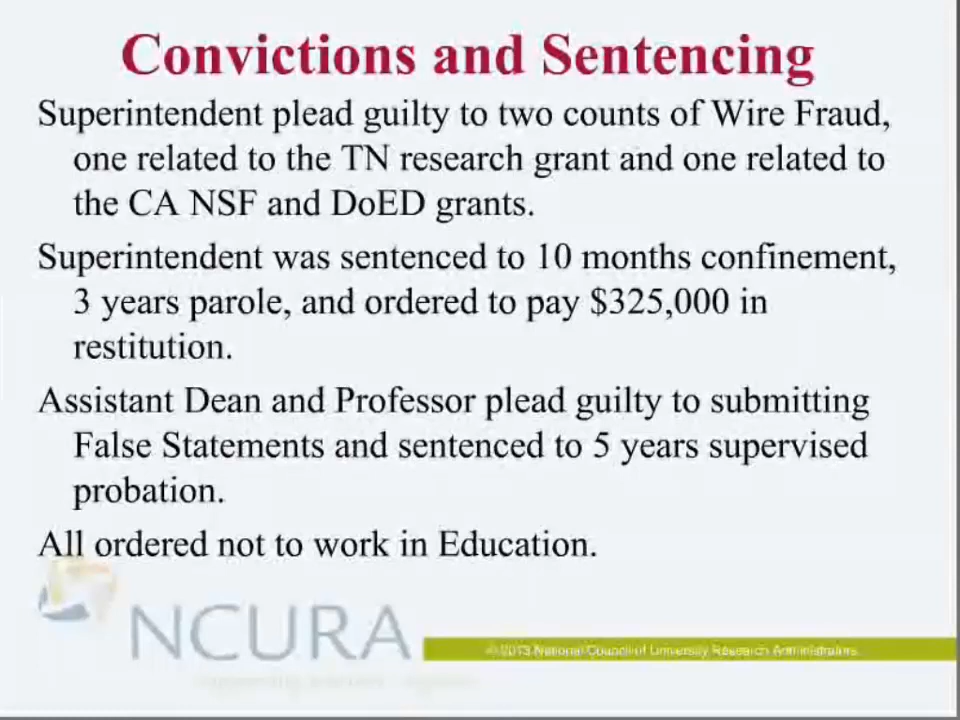 Convictions and Sentencing
Superintendent plead guilty to two counts of Wire Fraud,
one related to the TN research grant and one related to
the CA NSF and DoED grants.
Superintendent was sentenced to 10 months confinement,
3 years parole, and ordered to pay $325,000 in
restitution.
Assistant Dean and Professor plead guilty to submitting
False Statements and sentenced to 5 years supervised
probation.
All ordered not to work in Education.
NCURA
© 2013 National Council of University Research Administrators